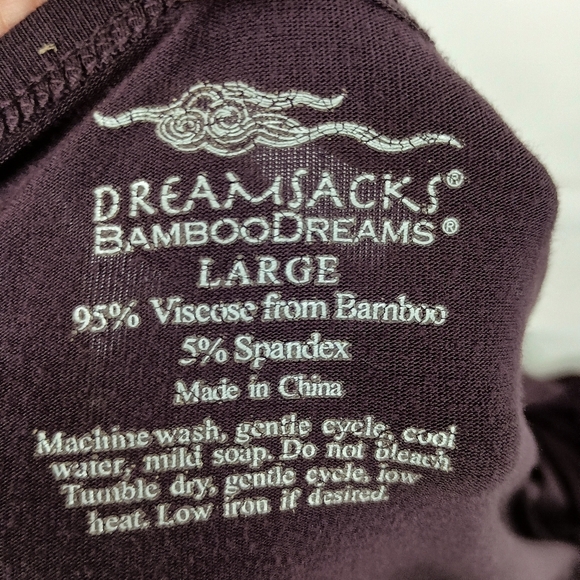 DREAMSACKS®
BAMBOODREAMS®
LARGE
95% Viscose from Bamboo
5% Spandex
Made in China
Machine wash, gentle cycle, cool
water, mild soap. Do not bleach.
Tumble dry, gentle cycle, low
heat. Low iron if desired.